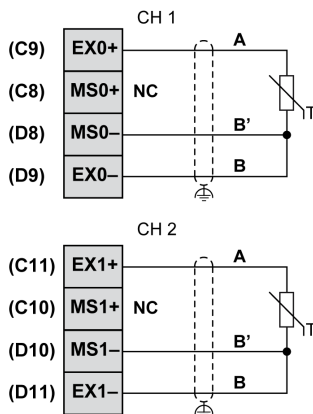 CH 1
(C9) EX0+ A
(C8) MS0+ NC T
(D8) MS0– B’
(D9) EX0– B
CH 2
(C11) EX1+ A
(C10) MS1+ NC T
(D10) MS1– B’
(D11) EX1– B